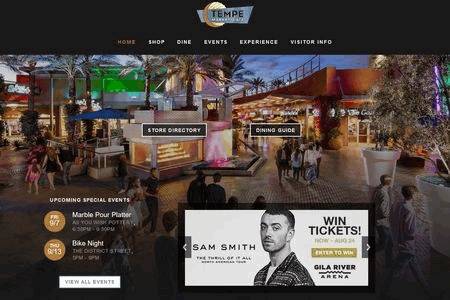 TEMPE
MARKETPLACE
HOME SHOP DINE EVENTS EXPERIENCE VISITOR INFO
STORE DIRECTORY DINING GUIDE
UPCOMING SPECIAL EVENTS
FRI
9/7
Marble Pour Platter
AS YOU WISH POTTERY,
6:30PM - 9:30PM
THU
9/13
Bike Night
THE DISTRICT STREET,
5PM - 9PM
VIEW ALL EVENTS
SAM SMITH
THE THRILL OF IT ALL
NORTH AMERICAN TOUR
WIN
TICKETS!
NOW - AUG 24
ENTER TO WIN
GILA RIVER
ARENA